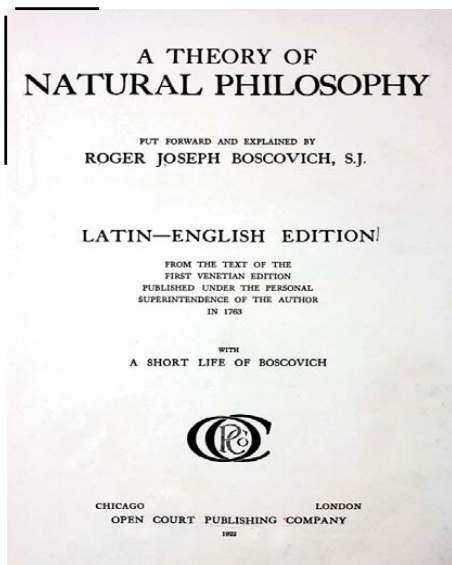 A THEORY OF
NATURAL PHILOSOPHY
PUT FORWARD AND EXPLAINED BY
ROGER JOSEPH BOSCOVICH, S.J.
LATIN—ENGLISH EDITION
FROM THE TEXT OF THE
FIRST VENETIAN EDITION
PUBLISHED UNDER THE PERSONAL
SUPERINTENDENCE OF THE AUTHOR
IN 1763
WITH
A SHORT LIFE OF BOSCOVICH
CHICAGO LONDON
OPEN COURT PUBLISHING COMPANY
1922